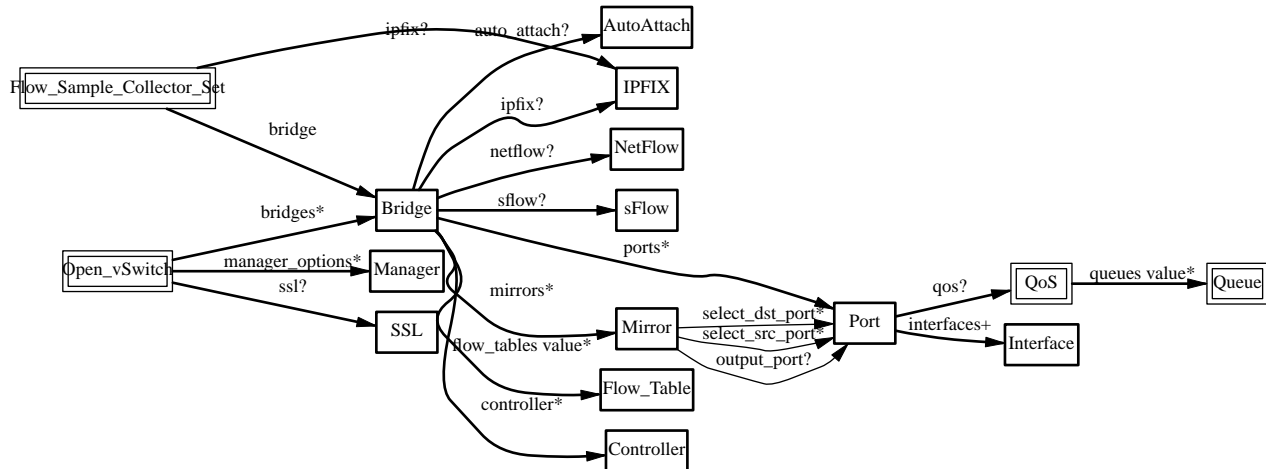 AutoAttach
ipfix?
auto_attach?
Flow_Sample_Collector_Set
IPFIX
ipfix?
bridge
NetFlow
netflow?
sflow?
Bridge
sFlow
bridges*
ports*
Open_vSwitch
manager_options*
Manager
ssl?
mirrors*
QoS
queues value*
Queue
qos?
select_dst_port*
Port
interfaces+
SSL
Mirror
select_src_port*
Interface
flow_tables value*
output_port?
Flow_Table
controller*
Controller